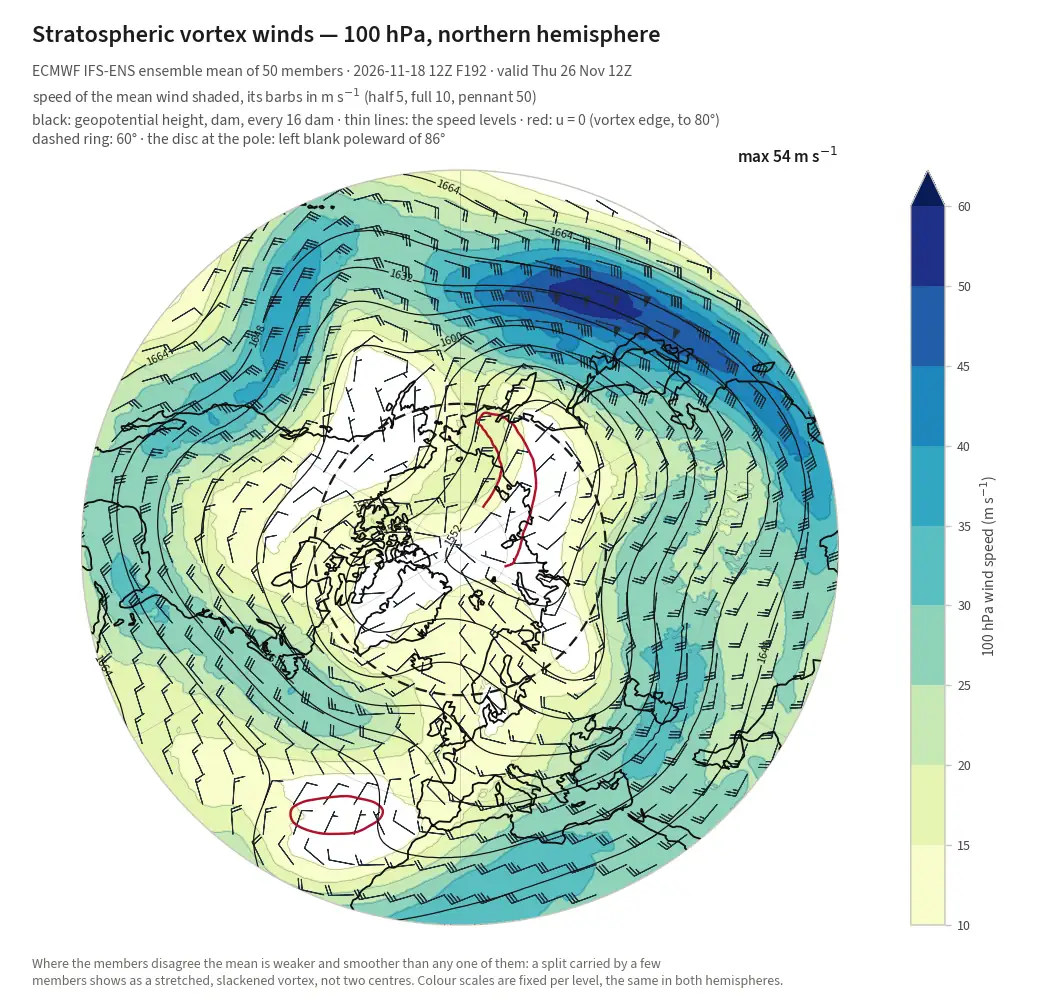 Stratospheric vortex winds — 100 hPa, northern hemisphere
ECMWF IFS-ENS ensemble mean of 50 members · 2026-11-18 12Z F192 · valid Thu 26 Nov 12Z
speed of the mean wind shaded, its barbs in m s⁻¹ (half 5, full 10, pennant 50)
black: geopotential height, dam, every 16 dam · thin lines: the speed levels · red: u = 0 (vortex edge, to 80°)
dashed ring: 60° · the disc at the pole: left blank poleward of 86°
max 54 m s⁻¹
1664
1664
1632
1648
1600
1664
1552
1648
1664
60
50
45
40
35
30
25
20
15
10
100 hPa wind speed (m s⁻¹)
Where the members disagree the mean is weaker and smoother than any one of them: a split carried by a few
members shows as a stretched, slackened vortex, not two centres. Colour scales are fixed per level, the same in both hemispheres.